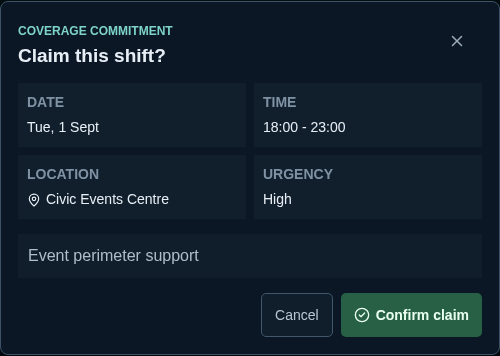 COVERAGE COMMITMENT
Claim this shift?
DATE
Tue, 1 Sept
TIME
18:00 - 23:00
LOCATION
Civic Events Centre
URGENCY
High
Event perimeter support
Cancel
Confirm claim